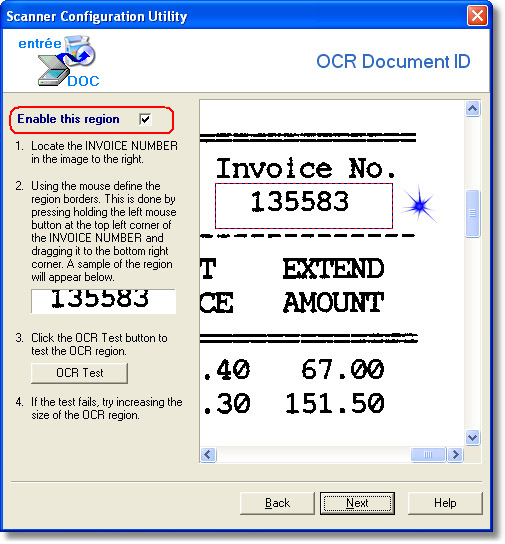 Scanner Configuration Utility
entrée
DOC
OCR Document ID
Enable this region
1. Locate the INVOICE NUMBER
in the image to the right.
2. Using the mouse define the
region borders. This is done by
pressing holding the left mouse
button at the top left corner of
the INVOICE NUMBER and
dragging it to the bottom right
corner. A sample of the region
will appear below.
135583
3. Click the OCR Test button to
test the OCR region.
OCR Test
4. If the test fails, try increasing the
size of the OCR region.
Invoice No.
135583
T EXTEND
CE AMOUNT
.40 67.00
.30 151.50
Back Next Help